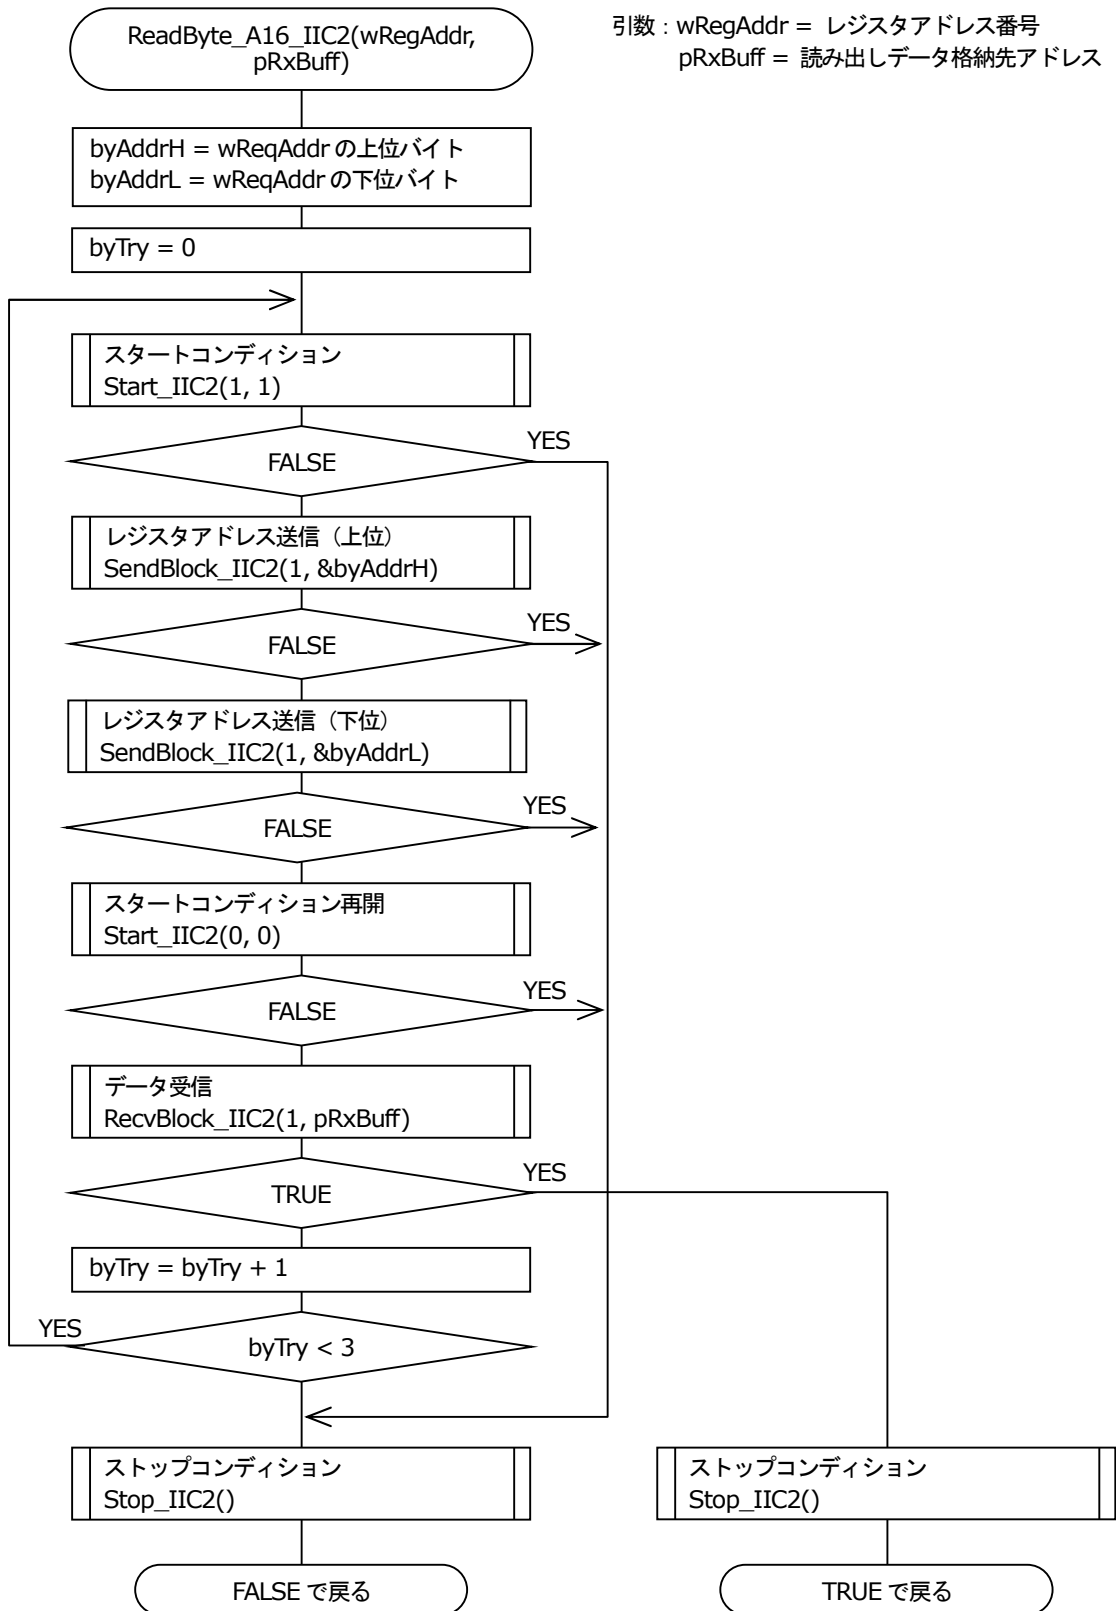 ReadByte_A16_IIC2(wRegAddr,
pRxBuff)
引数：wRegAddr = レジスタアドレス番号
pRxBuff = 読み出しデータ格納先アドレス
byAddrH = wReqAddr の上位バイト
byAddrL = wReqAddr の下位バイト
byTry = 0
スタートコンディション
Start_IIC2(1, 1)
YES
FALSE
レジスタアドレス送信（上位）
SendBlock_IIC2(1, &byAddrH)
YES
FALSE
レジスタアドレス送信（下位）
SendBlock_IIC2(1, &byAddrL)
YES
FALSE
スタートコンディション再開
Start_IIC2(0, 0)
YES
FALSE
データ受信
RecvBlock_IIC2(1, pRxBuff)
YES
TRUE
byTry = byTry + 1
YES
byTry < 3
ストップコンディション
Stop_IIC2()
ストップコンディション
Stop_IIC2()
FALSE で戻る
TRUE で戻る